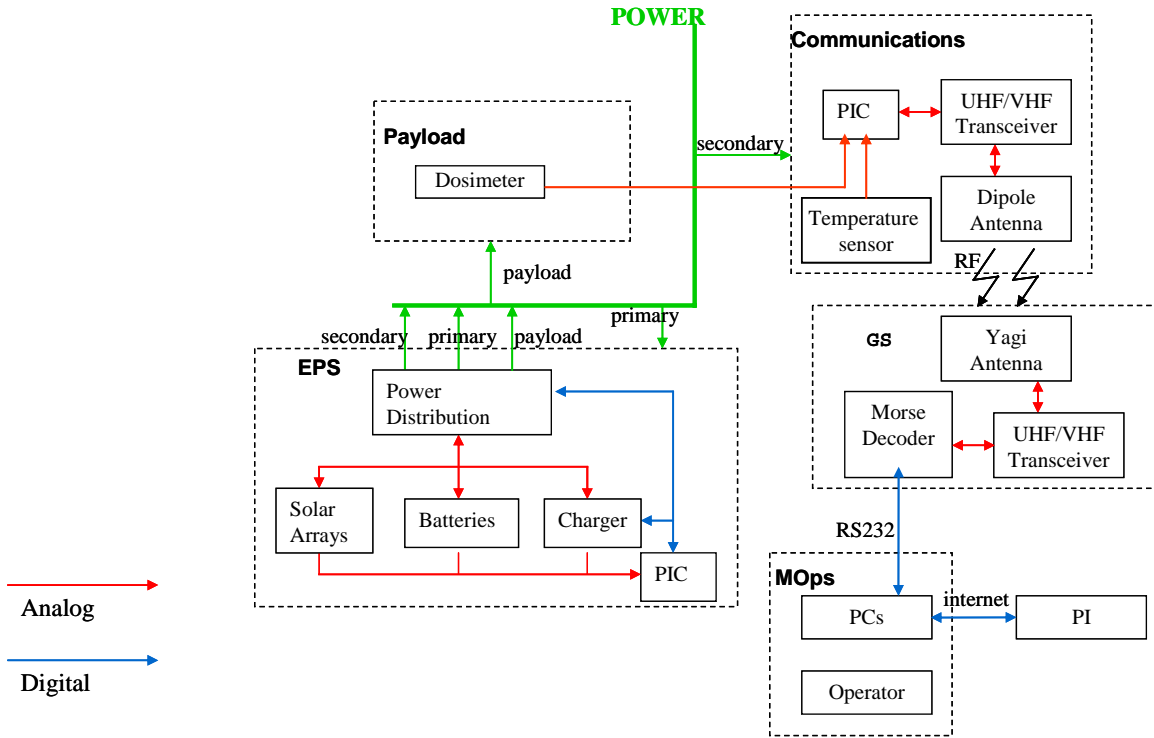 POWER
Communications
PIC
UHF/VHF
Transceiver
Payload
secondary
Dosimeter
Temperature
sensor
Dipole
Antenna
RF
payload
primary
secondary
primary
payload
EPS
GS
Yagi
Antenna
Power
Distribution
Morse
Decoder
UHF/VHF
Transceiver
Solar
Arrays
Batteries
Charger
RS232
PIC
MOps
Analog
PCs
internet
PI
Digital
Operator